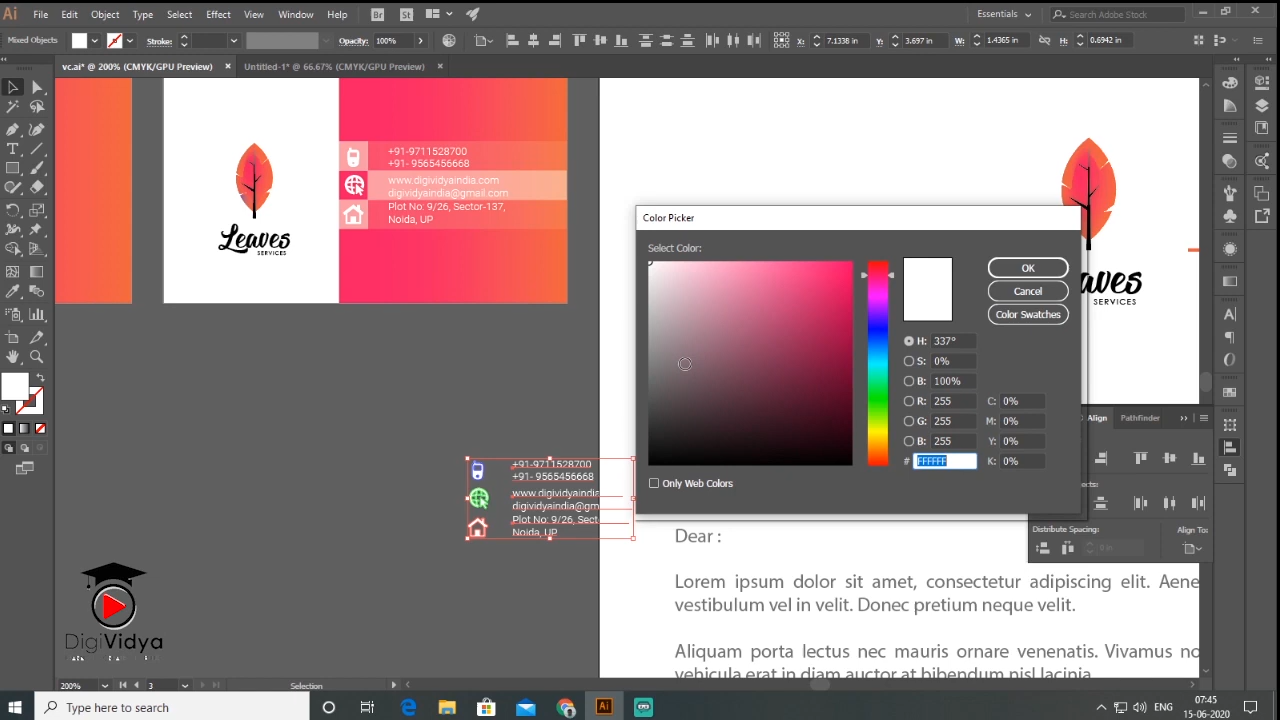 Ai File Edit Object Type Select Effect View Window Help Br St Essentials Search Adobe Stock
Mixed Objects Stroke: Opacity: 100% X: 7.1338 in Y: 3.697 in W: 1.4365 in H: 0.6942 in
vc.ai* @ 200% (CMYK/GPU Preview) × Untitled-1* @ 66.67% (CMYK/GPU Preview) ×
+91-9711528700
+91- 9565456668
www.digividyaindia.com
digividyaindia@gmail.com
Plot No: 9/26, Sector-137,
Noida, UP
Leaves
SERVICES
Color Picker
Select Color:
OK
Cancel
Color Swatches
H: 337°
S: 0%
B: 100%
R: 255 C: 0%
G: 255 M: 0%
B: 255 Y: 0%
# FFFFFF K: 0%
Only Web Colors
aves
SERVICES
Align Pathfinder
ects:
Distribute Spacing: Align To:
0 in
+91-9711528700
+91- 9565456668
www.digividyaindia
digividyaindia@gm
Plot No: 9/26, Sect
Noida, UP
Dear :
Lorem ipsum dolor sit amet, consectetur adipiscing elit. Aene
vestibulum vel in velit. Donec pretium neque velit.
Aliquam porta lectus nec mauris ornare venenatis. Vivamus no
vehicula erat in diam auctor at bibendum nisl lacinia.
DigiVidya
200% 3 Selection
Type here to search
ENG
07:45
15-06-2020